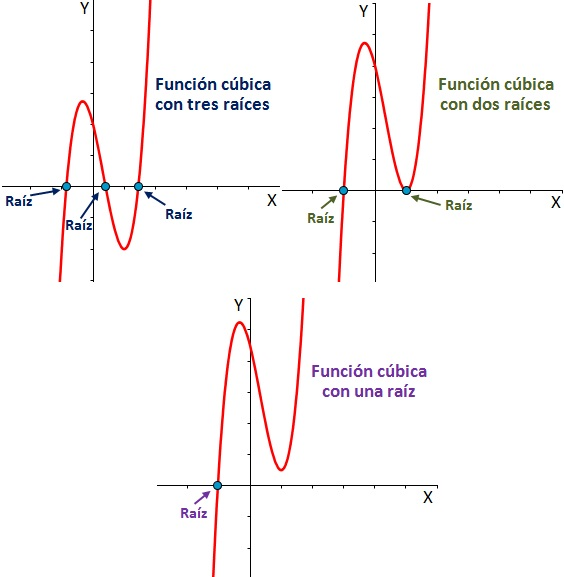 Y
Función cúbica
con tres raíces
X
Raíz
Raíz
Raíz
Y
Función cúbica
con dos raíces
X
Raíz
Raíz
Y
Función cúbica
con una raíz
X
Raíz